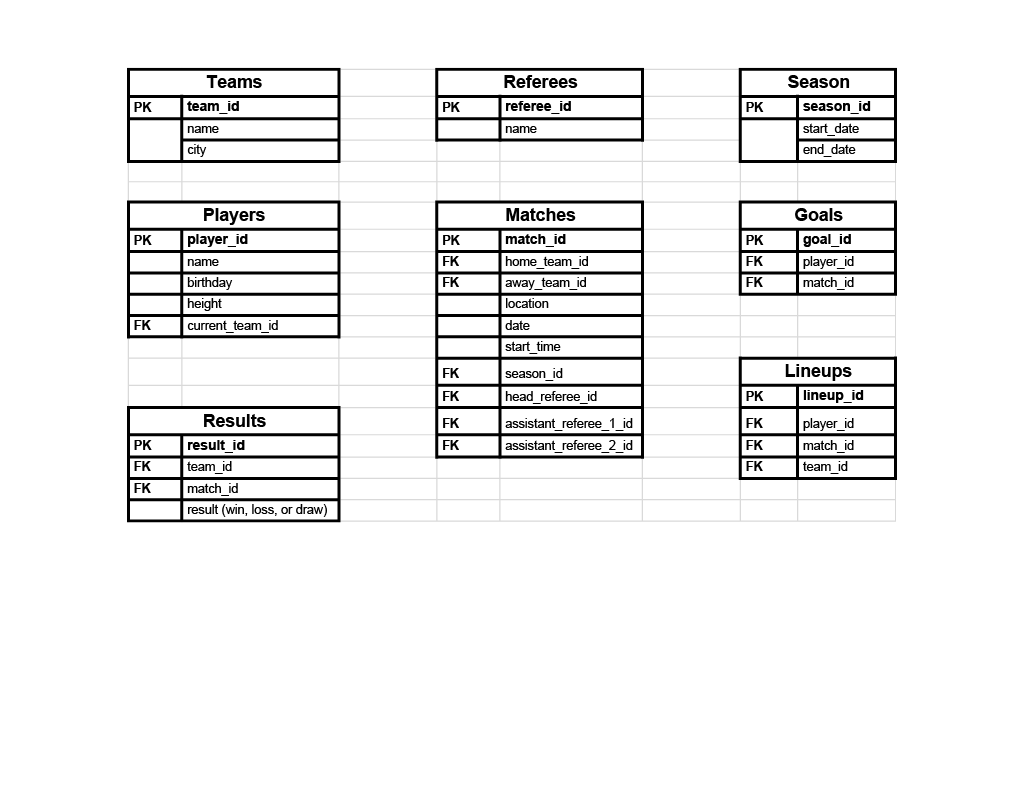 Teams
PK team_id
name
city
Referees
PK referee_id
name
Season
PK season_id
start_date
end_date
Players
PK player_id
name
birthday
height
FK current_team_id
Matches
PK match_id
FK home_team_id
FK away_team_id
location
date
start_time
FK season_id
FK head_referee_id
FK assistant_referee_1_id
FK assistant_referee_2_id
Goals
PK goal_id
FK player_id
FK match_id
Results
PK result_id
FK team_id
FK match_id
result (win, loss, or draw)
Lineups
PK lineup_id
FK player_id
FK match_id
FK team_id